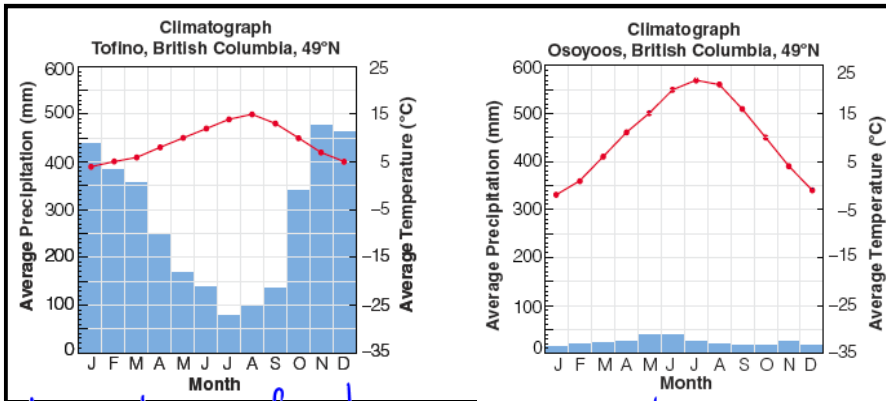 Climatograph
Tofino, British Columbia, 49°N
600
500
400
300
200
100
0
Average Precipitation (mm)
25
15
5
−5
−15
−25
−35
Average Temperature (°C)
J F M A M J J A S O N D
Month
Climatograph
Osoyoos, British Columbia, 49°N
600
500
400
300
200
100
0
Average Precipitation (mm)
25
15
5
−5
−15
−25
−35
Average Temperature (°C)
J F M A M J J A S O N D
Month